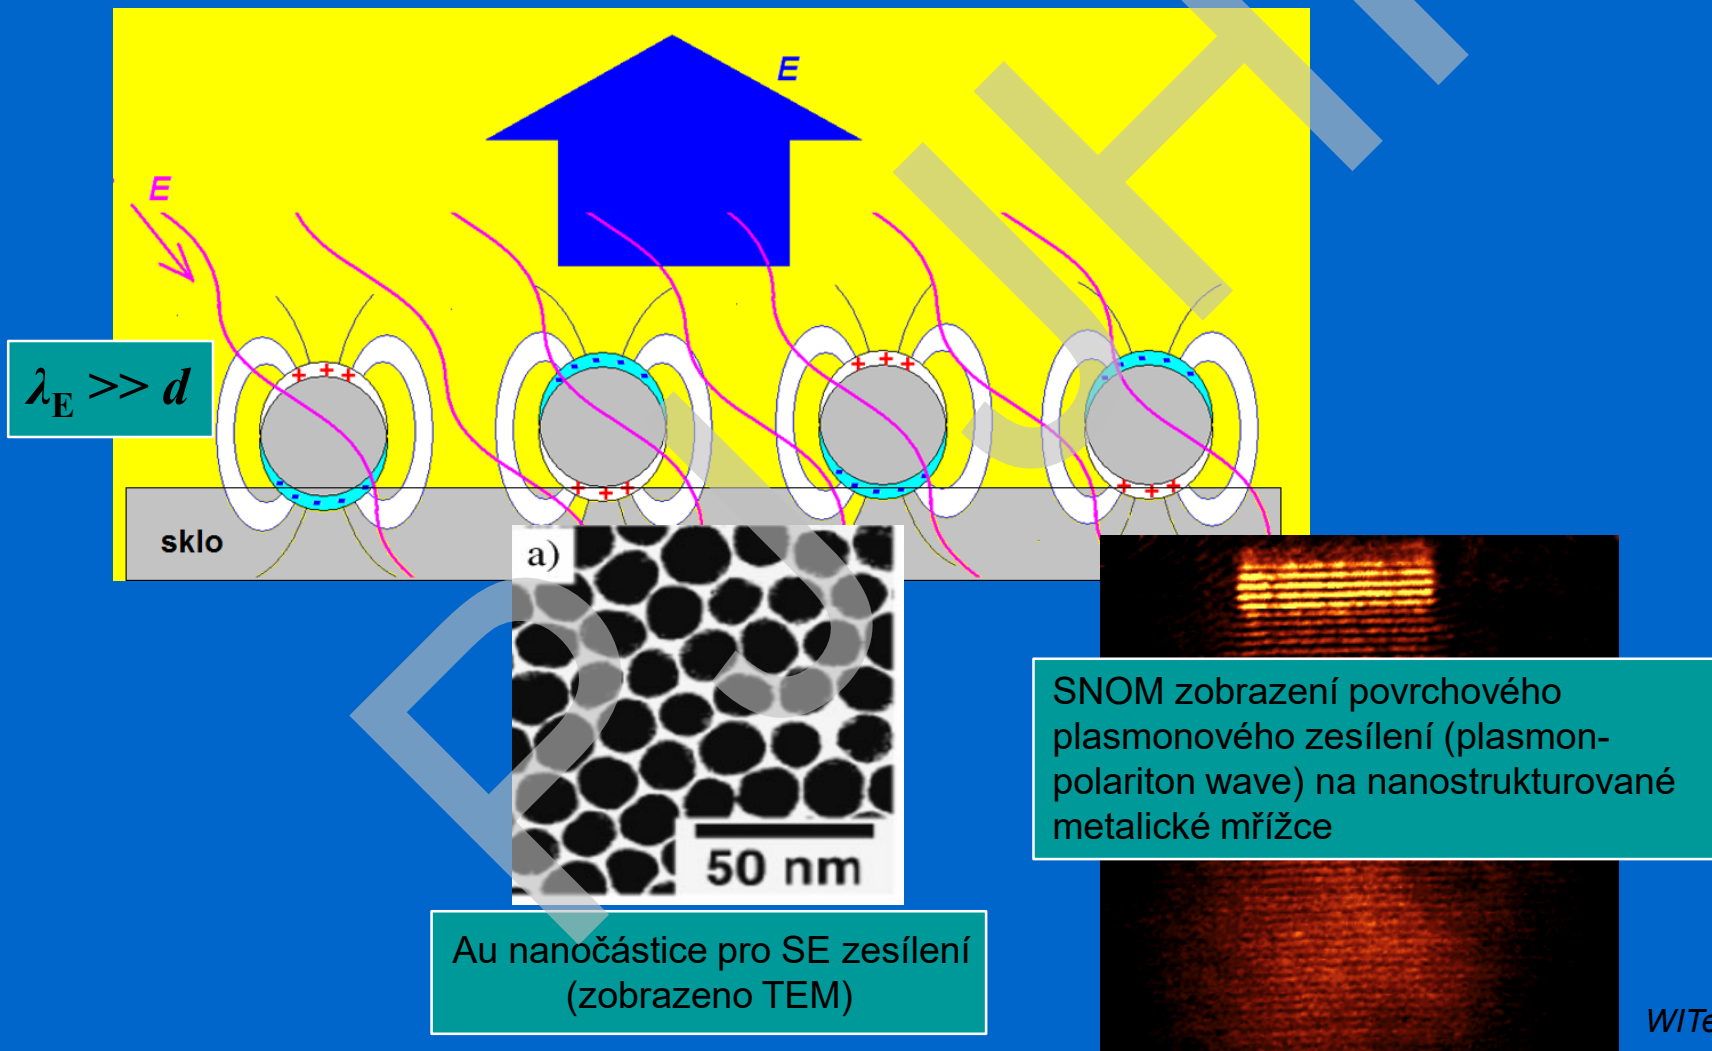 E
E
λE >> d
sklo
a)
50 nm
SNOM zobrazení povrchového
plasmonového zesílení (plasmon-
polariton wave) na nanostrukturované
metalické mřížce
Au nanočástice pro SE zesílení
(zobrazeno TEM)